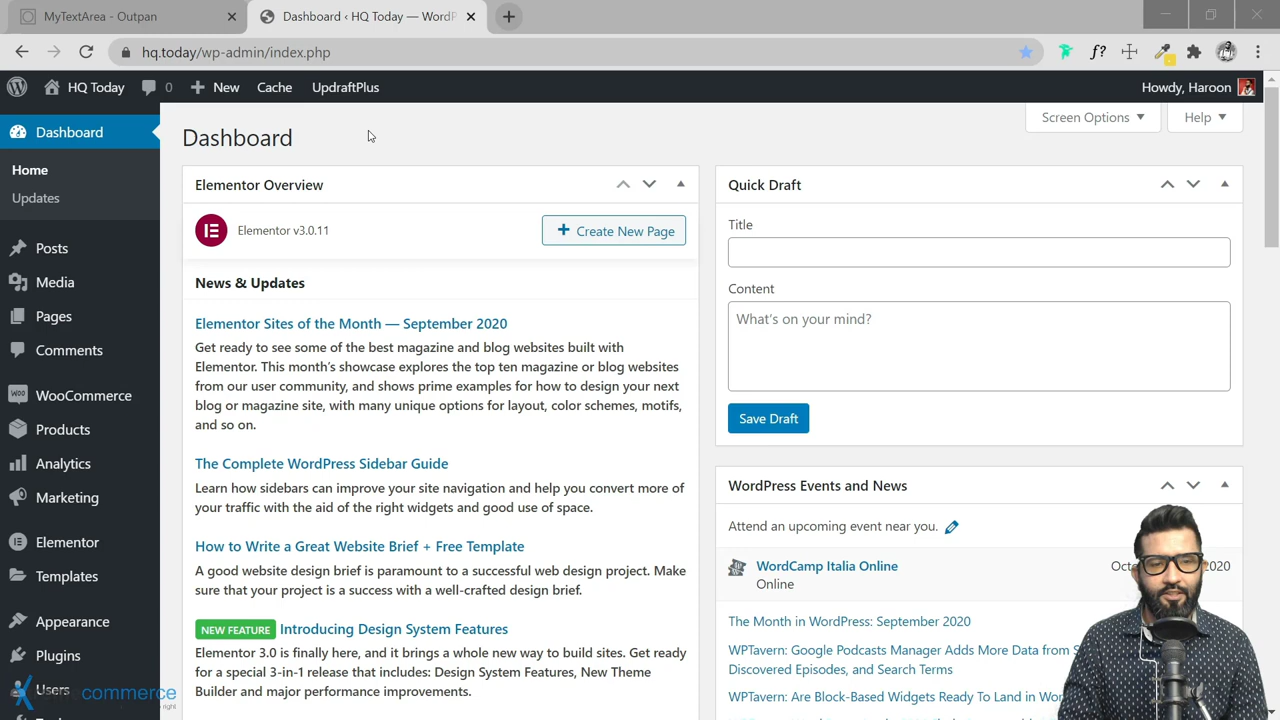 MyTextArea - Outpan
Dashboard ‹ HQ Today — WordP
hq.today/wp-admin/index.php
f?
HQ Today
0
New
Cache
UpdraftPlus
Howdy, Haroon
Dashboard
Home
Updates
Posts
Media
Pages
Comments
WOO
WooCommerce
Products
Analytics
Marketing
Elementor
Templates
Appearance
Plugins
Users
commerce
right
Dashboard
Screen Options
Help
Elementor Overview
Elementor v3.0.11
Create New Page
News & Updates
Elementor Sites of the Month — September 2020
Get ready to see some of the best magazine and blog websites built with
Elementor. This month's showcase explores the top ten magazine or blog websites
from our user community, and shows prime examples for how to design your next
blog or magazine site, with many unique options for layout, color schemes, motifs,
and so on.
The Complete WordPress Sidebar Guide
Learn how sidebars can improve your site navigation and help you convert more of
your traffic with the aid of the right widgets and good use of space.
How to Write a Great Website Brief + Free Template
A good website design brief is paramount to a successful web design project. Make
sure that your project is a success with a well-crafted design brief.
NEW FEATURE Introducing Design System Features
Elementor 3.0 is finally here, and it brings a whole new way to build sites. Get ready
for a special 3-in-1 release that includes: Design System Features, New Theme
Builder and major performance improvements.
Quick Draft
Title
Content
What's on your mind?
Save Draft
WordPress Events and News
Attend an upcoming event near you.
WordCamp Italia Online
Online
2020
The Month in WordPress: September 2020
WPTavern: Google Podcasts Manager Adds More Data from S
Discovered Episodes, and Search Terms
WPTavern: Are Block-Based Widgets Ready To Land in Wor